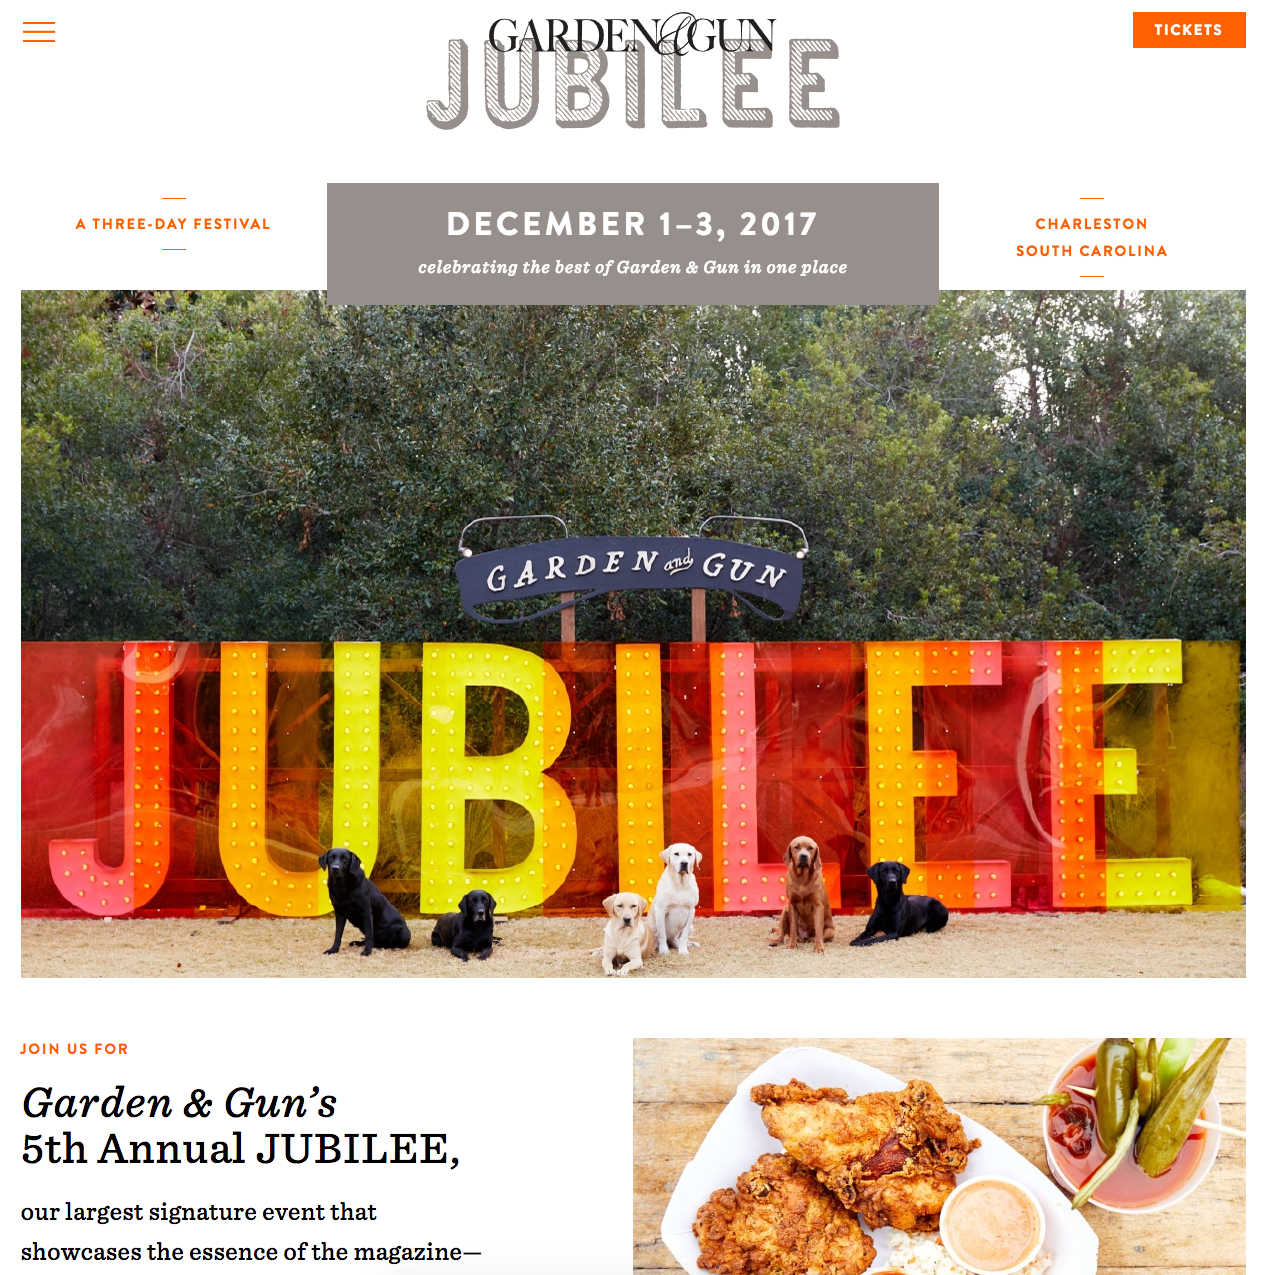 GARDEN & GUN
JUBILEE
TICKETS
A THREE-DAY FESTIVAL
DECEMBER 1–3, 2017
celebrating the best of Garden & Gun in one place
CHARLESTON
SOUTH CAROLINA
GARDEN and GUN
JUBILEE
JOIN US FOR
Garden & Gun’s
5th Annual JUBILEE,
our largest signature event that
showcases the essence of the magazine—